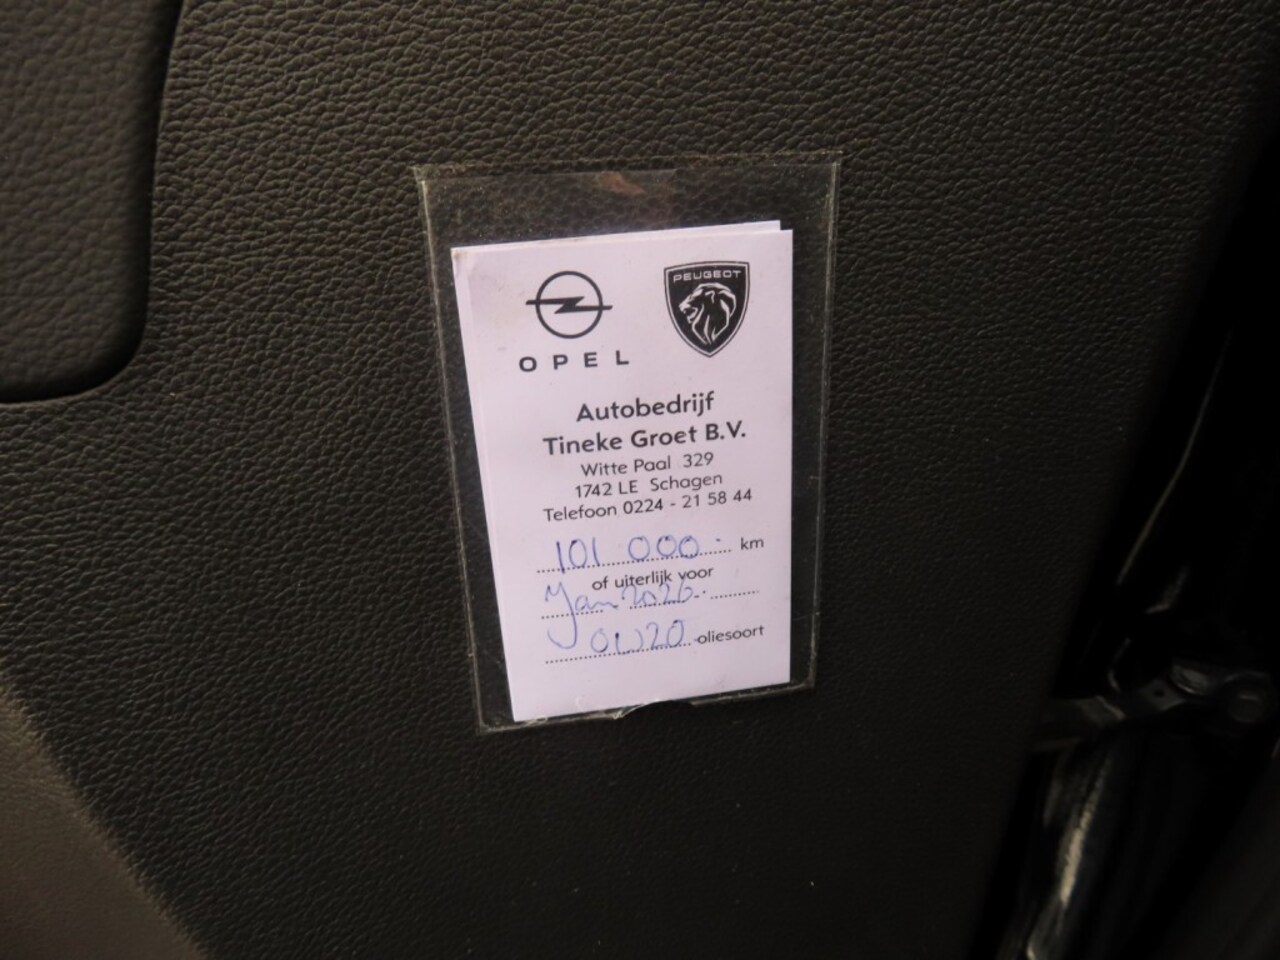 PEUGEOT
OPEL
Autobedrijf
Tineke Groet B.V.
Witte Paal 329
1742 LE Schagen
Telefoon 0224 - 21 58 44
101 000 km
of uiterlijk voor
Jan 2026
0W20 oliesoort